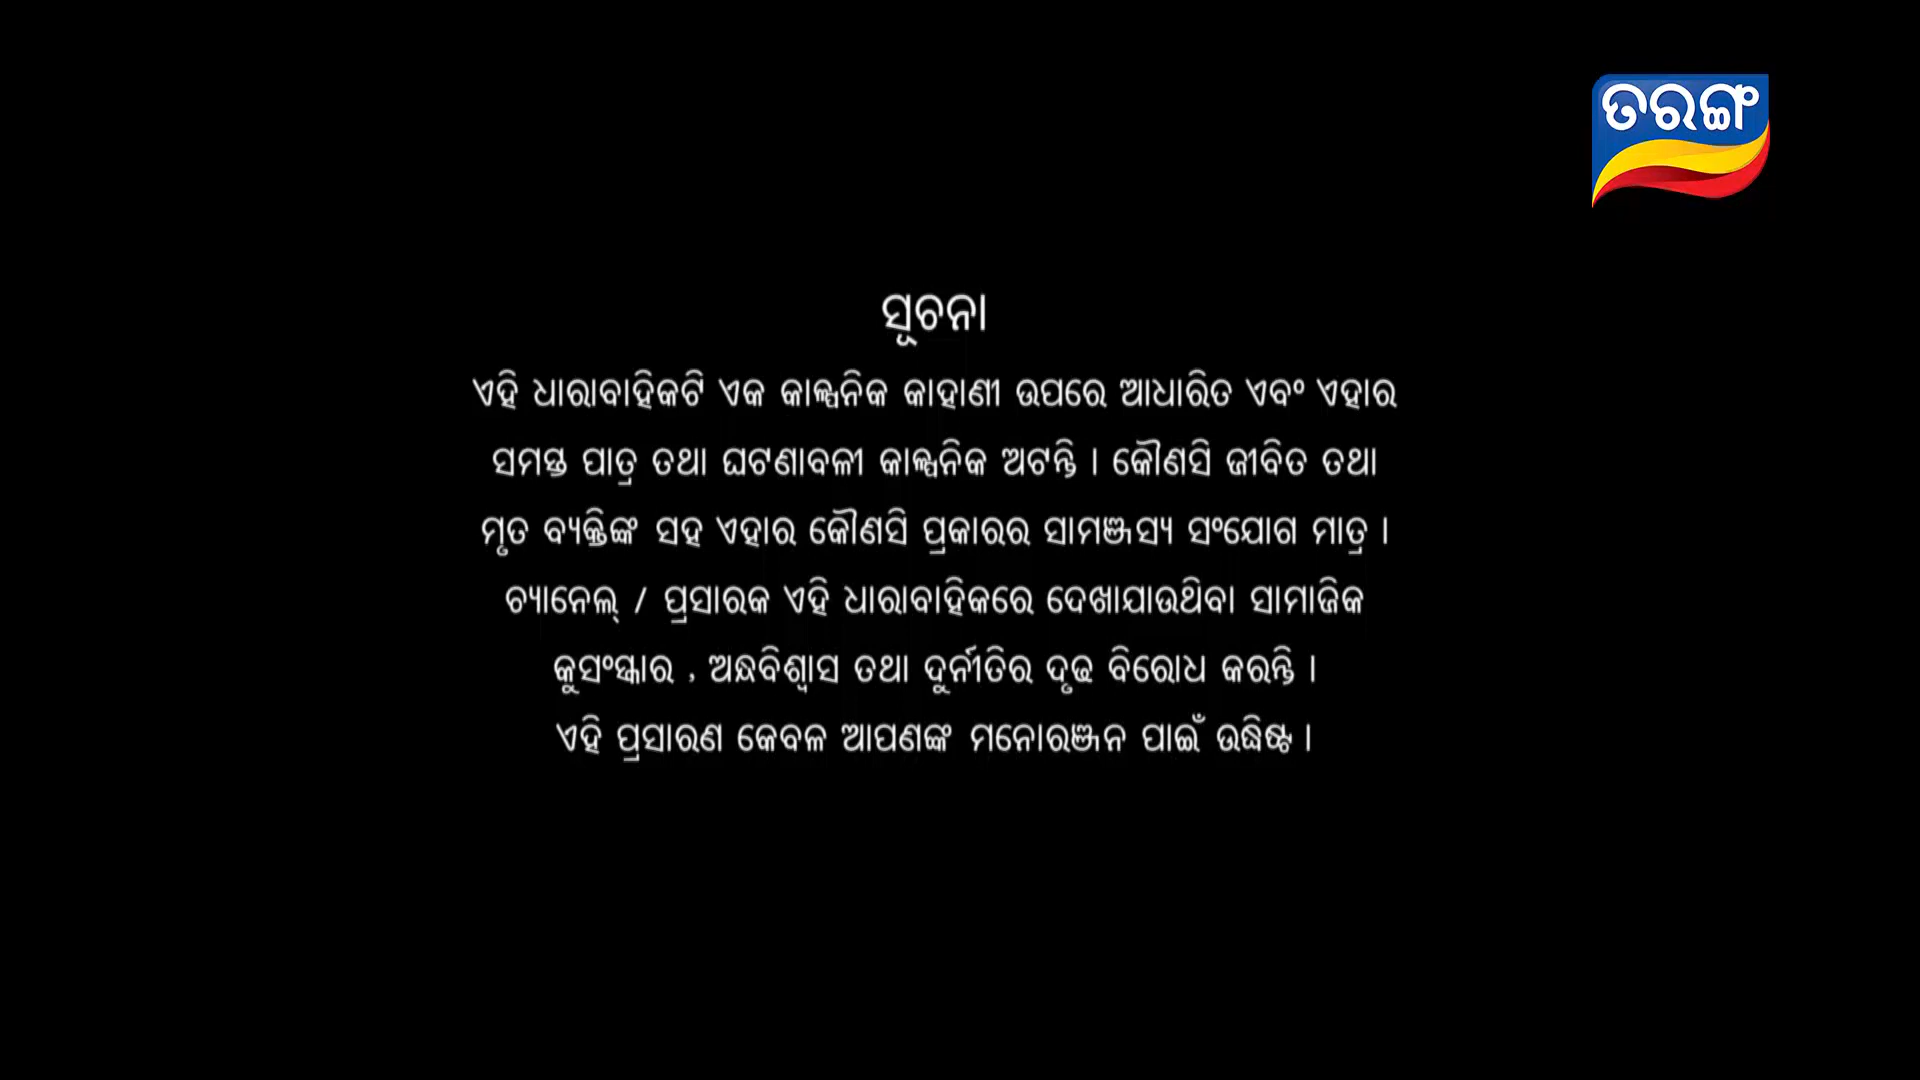 ତରଙ୍ଗ
ସୂଚନା
ଏହି ଧାରାବାହିକଟି ଏକ କାଳ୍ପନିକ କାହାଣୀ ଉପରେ ଆଧାରିତ ଏବଂ ଏହାର
ସମସ୍ତ ପାତ୍ର ତଥା ଘଟଣାବଳୀ କାଳ୍ପନିକ ଅଟନ୍ତି । କୌଣସି ଜୀବିତ ତଥା
ମୃତ ବ୍ୟକ୍ତିଙ୍କ ସହ ଏହାର କୌଣସି ପ୍ରକାରର ସାମଞ୍ଜସ୍ୟ ସଂଯୋଗ ମାତ୍ର ।
ଚ୍ୟାନେଲ୍ / ପ୍ରସାରକ ଏହି ଧାରାବାହିକରେ ଦେଖାଯାଉଥିବା ସାମାଜିକ
କୁସଂସ୍କାର , ଅନ୍ଧବିଶ୍ୱାସ ତଥା ଦୁର୍ନୀତିର ଦୃଢ ବିରୋଧ କରନ୍ତି ।
ଏହି ପ୍ରସାରଣ କେବଳ ଆପଣଙ୍କ ମନୋରଞ୍ଜନ ପାଇଁ ଉଦ୍ଧିଷ୍ଟ ।